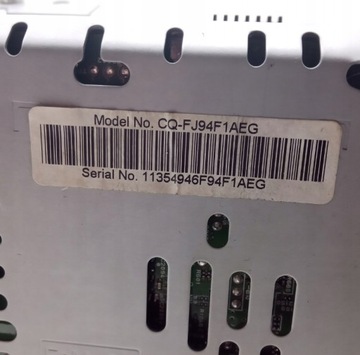 Model No. CQ-FJ94F1AEG
Serial No. 11354946F94F1AEG